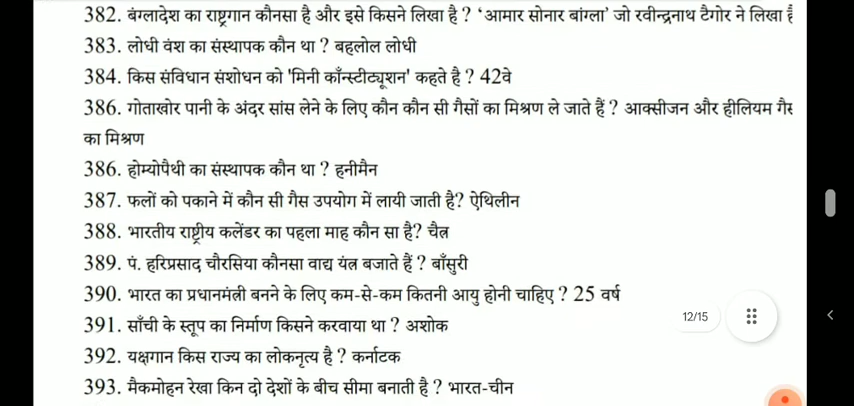 382. बंग्लादेश का राष्ट्रगान कौनसा है और इसे किसने लिखा है ? ‘आमार सोनार बांग्ला’ जो रवीन्द्रनाथ टैगोर ने लिखा है
383. लोधी वंश का संस्थापक कौन था ? बहलोल लोधी
384. किस संविधान संशोधन को 'मिनी कॉन्स्टीट्यूशन' कहते है ? 42वे
386. गोताखोर पानी के अंदर सांस लेने के लिए कौन कौन सी गैसों का मिश्रण ले जाते हैं ? आक्सीजन और हीलियम गैस
का मिश्रण
386. होम्योपैथी का संस्थापक कौन था ? हनीमैन
387. फलों को पकाने में कौन सी गैस उपयोग में लायी जाती है? ऐथिलीन
388. भारतीय राष्ट्रीय कलेंडर का पहला माह कौन सा है? चैत्र
389. पं. हरिप्रसाद चौरसिया कौनसा वाद्य यंत्र बजाते हैं ? बाँसुरी
390. भारत का प्रधानमंत्री बनने के लिए कम-से-कम कितनी आयु होनी चाहिए ? 25 वर्ष
391. साँची के स्तूप का निर्माण किसने करवाया था ? अशोक
12/15
392. यक्षगान किस राज्य का लोकनृत्य है ? कर्नाटक
393. मैकमोहन रेखा किन दो देशों के बीच सीमा बनाती है ? भारत-चीन